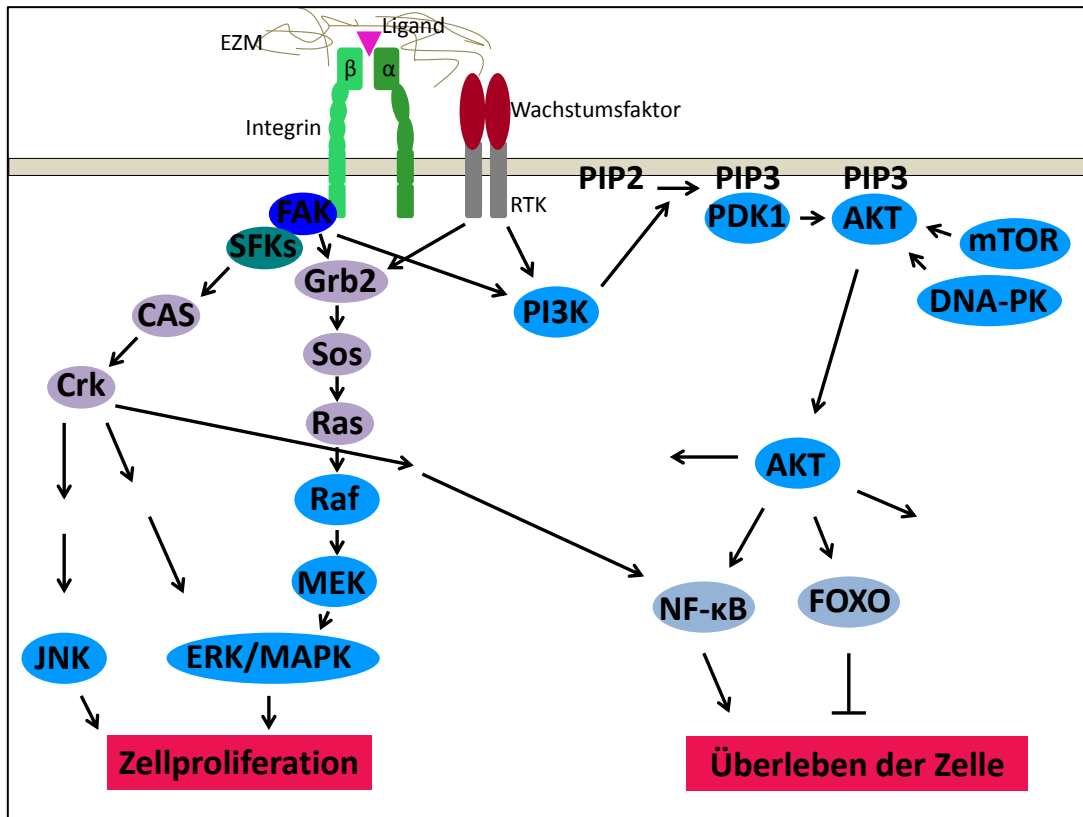 Ligand
EZM
β
α
Wachstumsfaktor
Integrin
PIP2
PIP3
PIP3
RTK
FAK
PDK1
AKT
SFKs
mTOR
Grb2
DNA-PK
CAS
PI3K
Sos
Crk
Ras
AKT
Raf
MEK
NF-κB
FOXO
JNK
ERK/MAPK
Zellproliferation
Überleben der Zelle